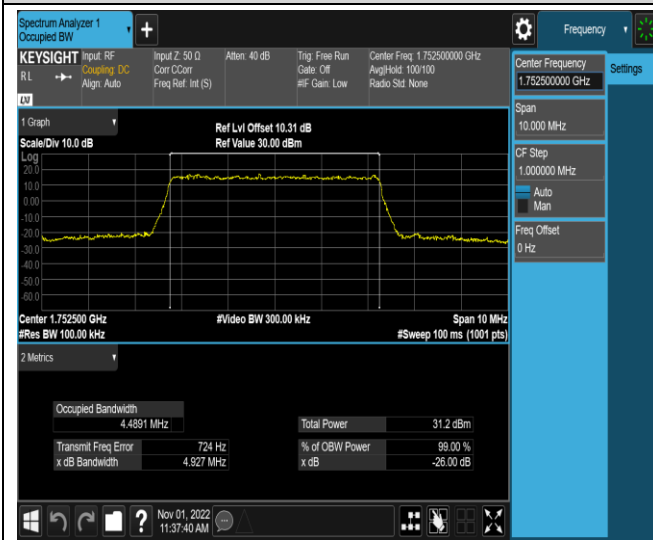 Spectrum Analyzer 1
Occupied BW
+
Frequency
KEYSIGHT
RL
LXI
Input: RF
Coupling: DC
Align: Auto
Input Z: 50 Ω
Corr CCorr
Freq Ref: Int (S)
Atten: 40 dB
Trig: Free Run
Gate: Off
#IF Gain: Low
Center Freq: 1.752500000 GHz
Avg|Hold: 100/100
Radio Std: None
Center Frequency
1.752500000 GHz
Settings
Span
10.000 MHz
CF Step
1.000000 MHz
Auto
Man
Freq Offset
0 Hz
1 Graph
Scale/Div 10.0 dB
Ref Lvl Offset 10.31 dB
Ref Value 30.00 dBm
Log
20.0
10.0
0.00
-10.0
-20.0
-30.0
-40.0
-50.0
-60.0
Center 1.752500 GHz
#Video BW 300.00 kHz
Span 10 MHz
#Res BW 100.00 kHz
#Sweep 100 ms (1001 pts)
2 Metrics
Occupied Bandwidth
4.4891 MHz
Total Power 31.2 dBm
Transmit Freq Error 724 Hz
% of OBW Power 99.00 %
x dB Bandwidth 4.927 MHz
x dB -26.00 dB
?
Nov 01, 2022
11:37:40 AM